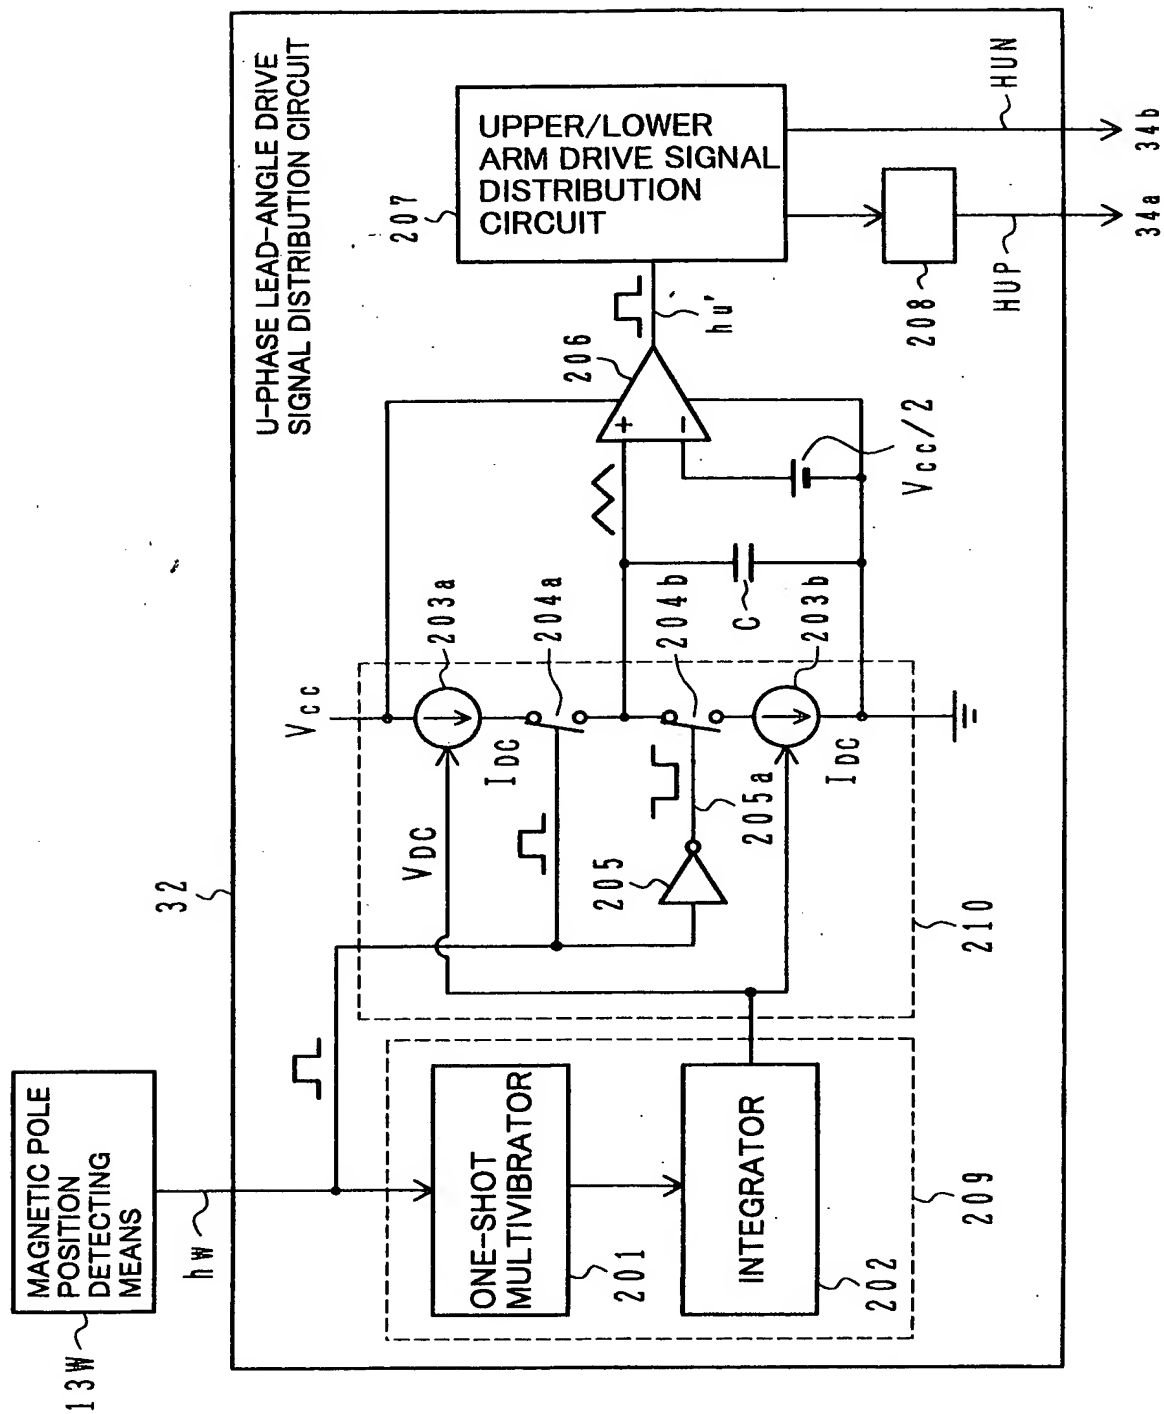 U-PHASE LEAD-ANGLE DRIVE
SIGNAL DISTRIBUTION CIRCUIT
32
13W
MAGNETIC POLE
POSITION
DETECTING
MEANS
hw
ONE-SHOT
MULTIVIBRATOR
201
INTEGRATOR
202
209
VDC
Vcc
203a
IDC
204a
205
205a
204b
203b
IDC
210
C
Vcc/2
+
−
206
hu'
207
UPPER/LOWER
ARM DRIVE SIGNAL
DISTRIBUTION
CIRCUIT
208
HUP
HUN
34a
34b